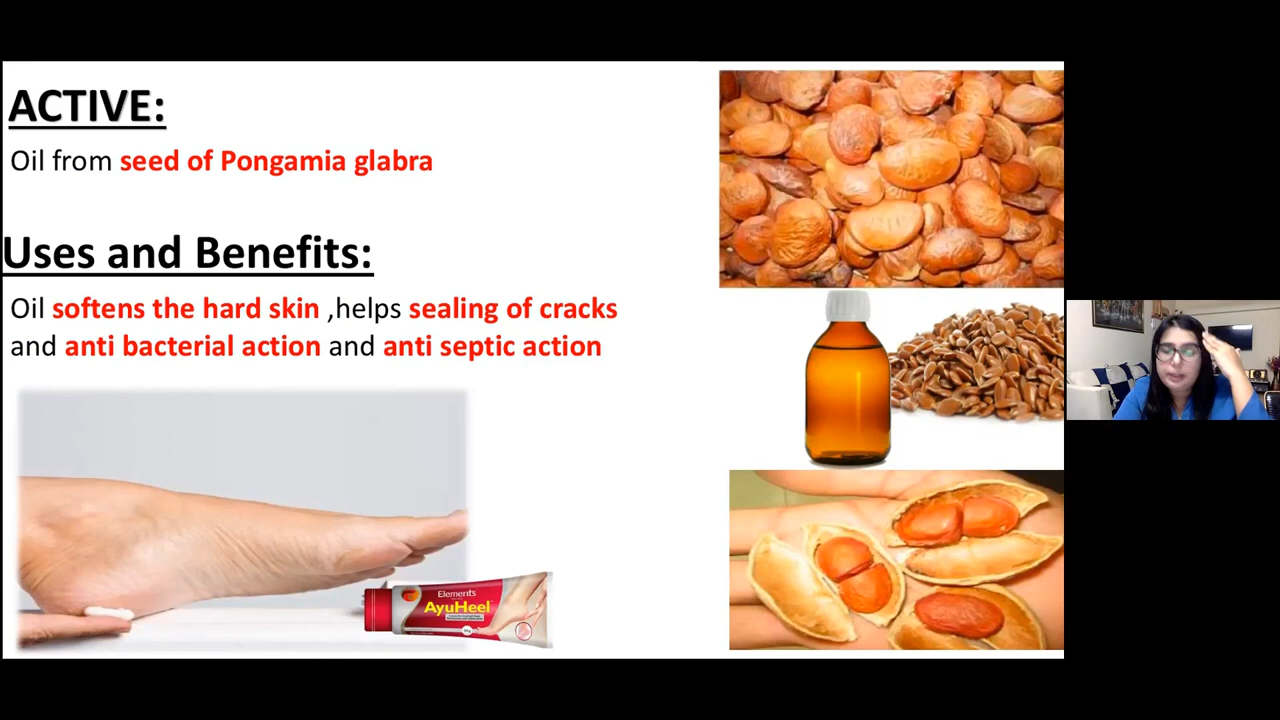 ACTIVE:
Oil from seed of Pongamia glabra
Uses and Benefits:
Oil softens the hard skin ,helps sealing of cracks
and anti bacterial action and anti septic action
Elements
AyuHeel